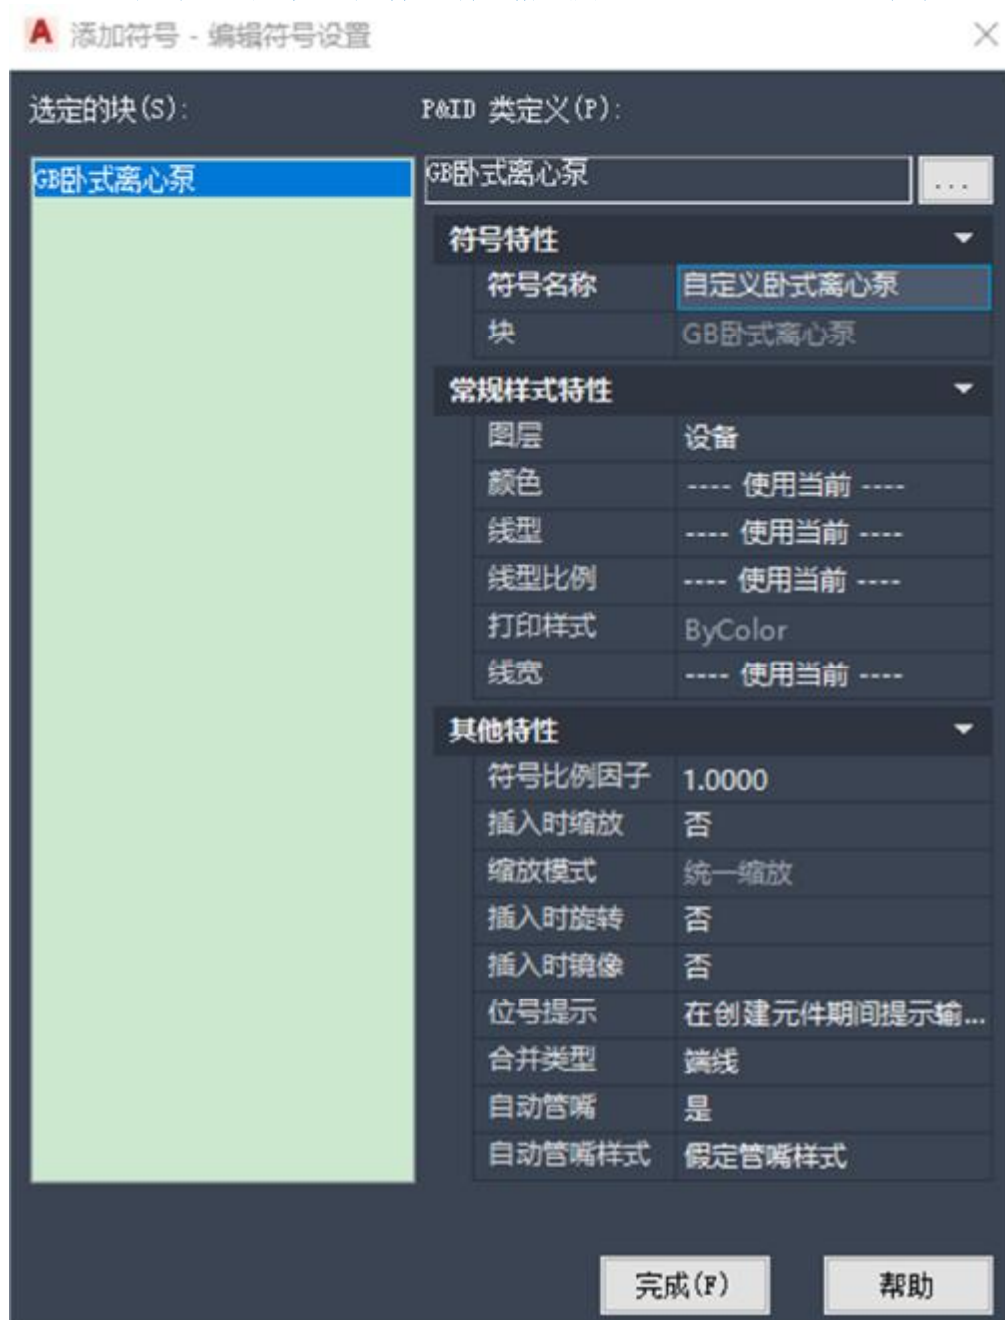 添加符号 - 编辑符号设置
选定的块(S): P&ID 类定义(P):
GB卧式离心泵 GB卧式离心泵 ...
符号特性
符号名称 自定义卧式离心泵
块 GB卧式离心泵
常规样式特性
图层 设备
颜色 ---- 使用当前 ----
线型 ---- 使用当前 ----
线型比例 ---- 使用当前 ----
打印样式 ByColor
线宽 ---- 使用当前 ----
其他特性
符号比例因子 1.0000
插入时缩放 否
缩放模式 统一缩放
插入时旋转 否
插入时镜像 否
位号提示 在创建元件期间提示输...
合并类型 端线
自动管嘴 是
自动管嘴样式 假定管嘴样式
完成(F) 帮助